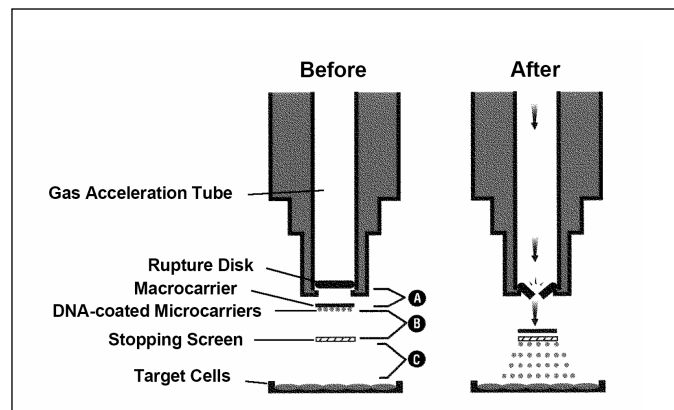 Before
After
Gas Acceleration Tube
Rupture Disk
Macrocarrier
A
DNA-coated Microcarriers
B
Stopping Screen
C
Target Cells